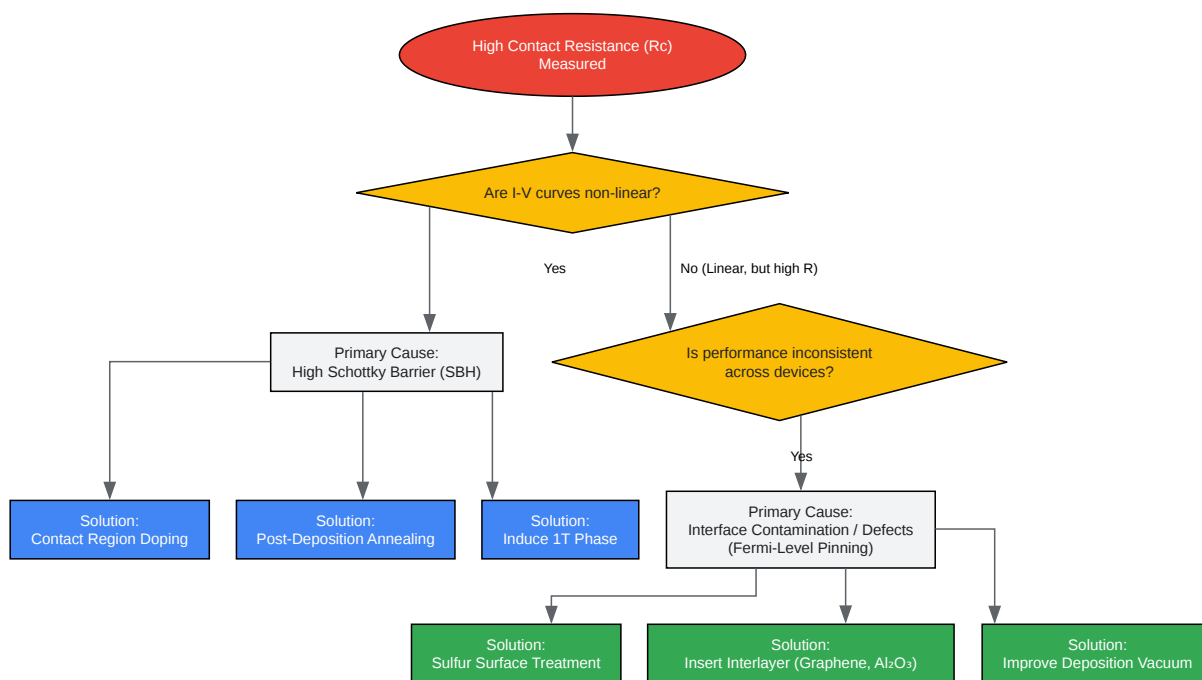 High Contact Resistance (Rc)
Measured
Are I-V curves non-linear?
Yes
No (Linear, but high R)
Primary Cause:
High Schottky Barrier (SBH)
Is performance inconsistent
across devices?
Yes
Solution:
Contact Region Doping
Solution:
Post-Deposition Annealing
Solution:
Induce 1T Phase
Primary Cause:
Interface Contamination / Defects
(Fermi-Level Pinning)
Solution:
Sulfur Surface Treatment
Solution:
Insert Interlayer (Graphene, Al₂O₃)
Solution:
Improve Deposition Vacuum